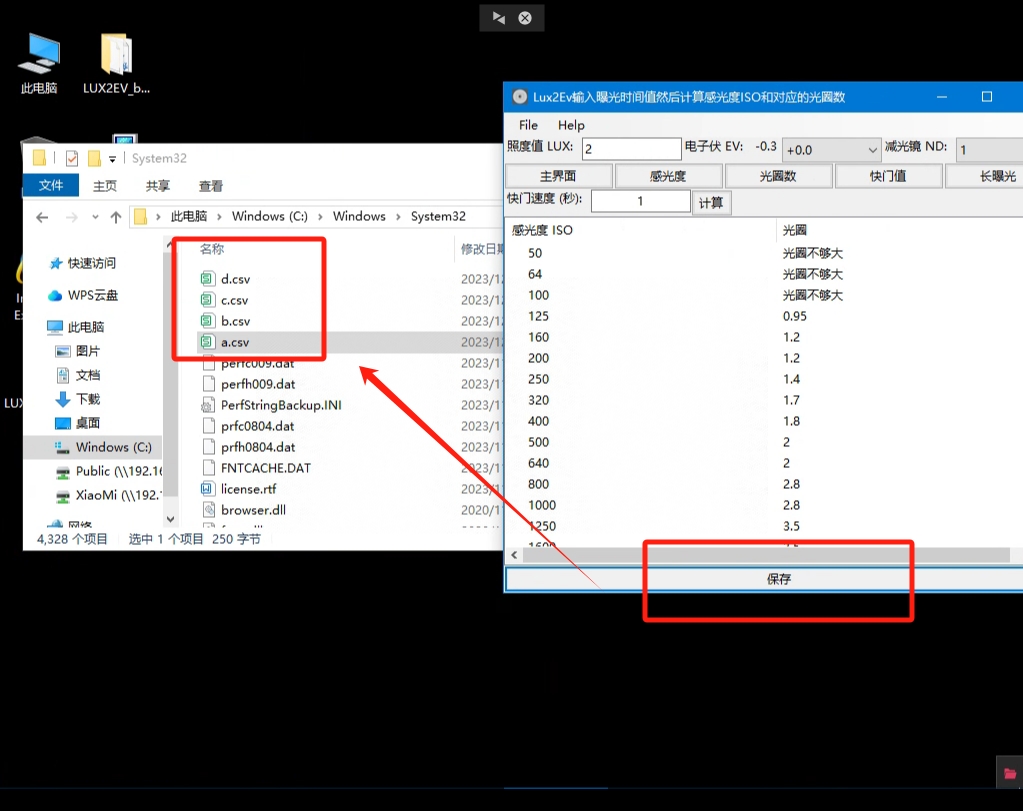 此电脑
LUX2EV_b...
System32
文件 主页 共享 查看
此电脑 > Windows (C:) > Windows > System32
快速访问
WPS云盘
此电脑
图片
文档
下载
桌面
Windows (C:)
Public (\\192.16
XiaoMi (\\192.1
网络
名称 修改日期
d.csv 2023/12
c.csv 2023/12
b.csv 2023/12
a.csv 2023/12
perfc009.dat 2023/11
perfh009.dat 2023/11
PerfStringBackup.INI 2023/11
prfc0804.dat 2023/11
prfh0804.dat 2023/11
FNTCACHE.DAT 2023/11
license.rtf 2023/11
browser.dll 2020/11
4,328 个项目 选中 1 个项目 250 字节
LUX
Lux2Ev输入曝光时间值然后计算感光度ISO和对应的光圈数
File Help
照度值 LUX: 2 电子伏 EV: -0.3 +0.0 减光镜 ND: 1
主界面 感光度 光圈数 快门值 长曝光
快门速度 (秒): 1 计算
感光度 ISO 光圈
50 光圈不够大
64 光圈不够大
100 光圈不够大
125 0.95
160 1.2
200 1.2
250 1.4
320 1.7
400 1.8
500 2
640 2
800 2.8
1000 2.8
1250 3.5
1600 3.5
保存